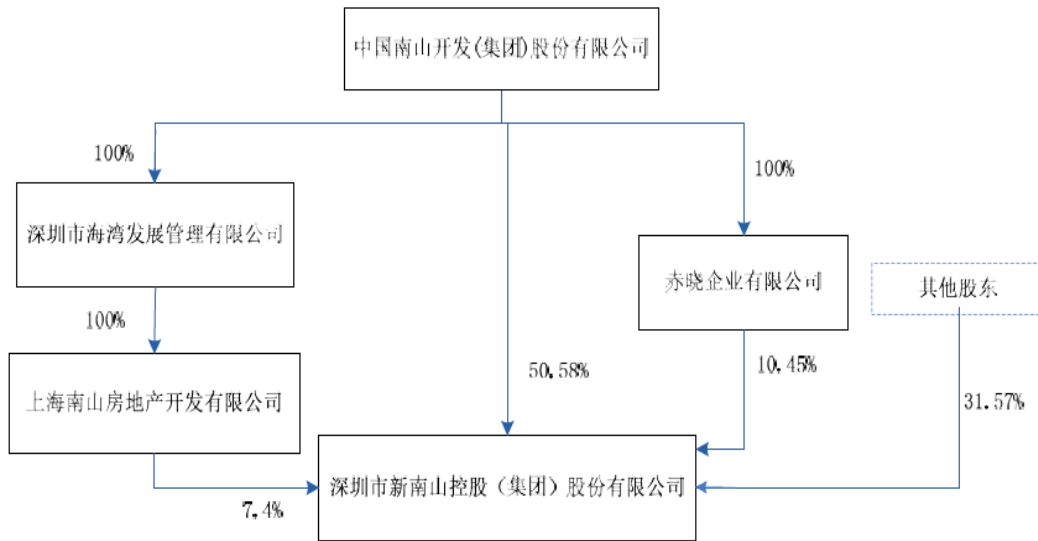 中国南山开发(集团)股份有限公司
100%
100%
深圳市海湾发展管理有限公司
赤晓企业有限公司
其他股东
100%
50.58%
10.45%
31.57%
上海南山房地产开发有限公司
深圳市新南山控股（集团）股份有限公司
7.4%